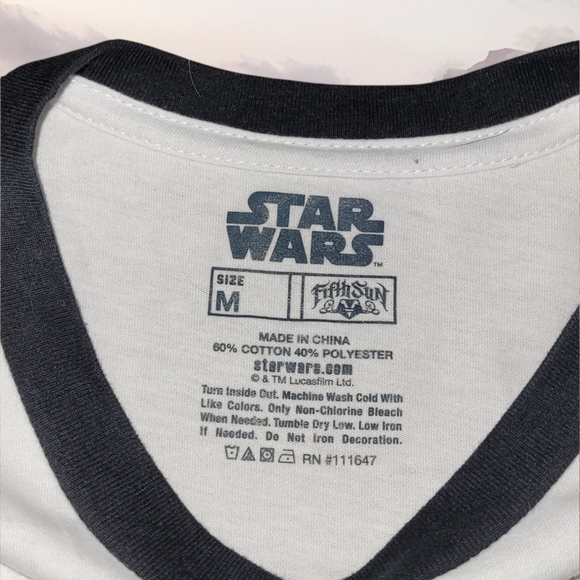 STAR
WARS
TM
SIZE
M
Fifth Sun
MADE IN CHINA
60% COTTON 40% POLYESTER
starwars.com
© & TM Lucasfilm Ltd.
Turn Inside Out. Machine Wash Cold With
Like Colors. Only Non-Chlorine Bleach
When Needed. Tumble Dry Low. Low Iron
If Needed. Do Not Iron Decoration.
RN #111647